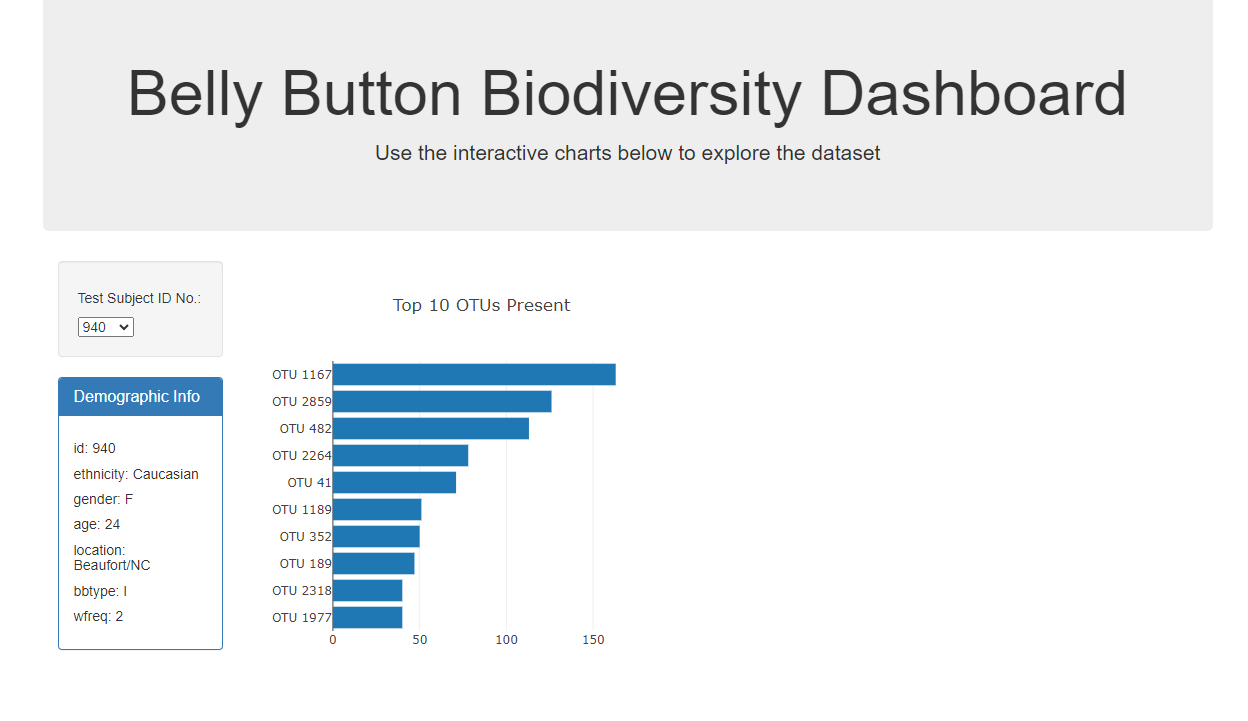 Belly Button Biodiversity Dashboard
Use the interactive charts below to explore the dataset
Test Subject ID No.:
940
Demographic Info
id: 940
ethnicity: Caucasian
gender: F
age: 24
location:
Beaufort/NC
bbtype: I
wfreq: 2
Top 10 OTUs Present
OTU 1167
OTU 2859
OTU 482
OTU 2264
OTU 41
OTU 1189
OTU 352
OTU 189
OTU 2318
OTU 1977
0 50 100 150